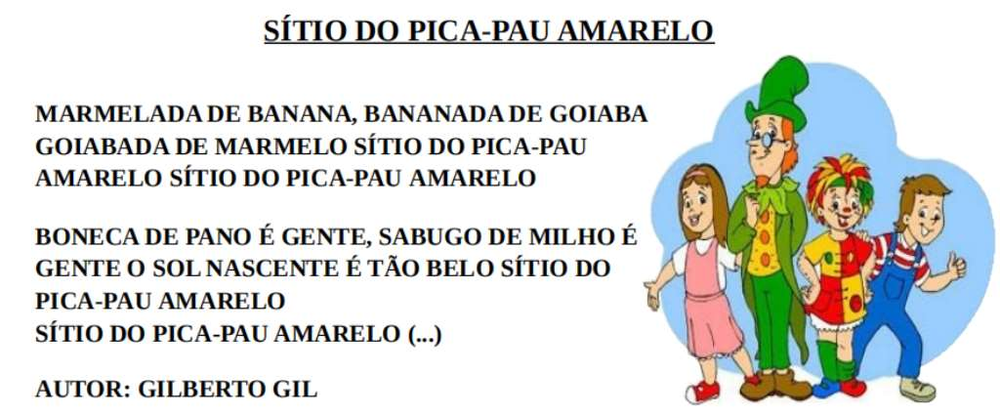 SÍTIO DO PICA-PAU AMARELO
MARMELADA DE BANANA, BANANADA DE GOIABA
GOIABADA DE MARMELO SÍTIO DO PICA-PAU
AMARELO SÍTIO DO PICA-PAU AMARELO
BONECA DE PANO É GENTE, SABUGO DE MILHO É
GENTE O SOL NASCENTE É TÃO BELO SÍTIO DO
PICA-PAU AMARELO
SÍTIO DO PICA-PAU AMARELO (...)
AUTOR: GILBERTO GIL